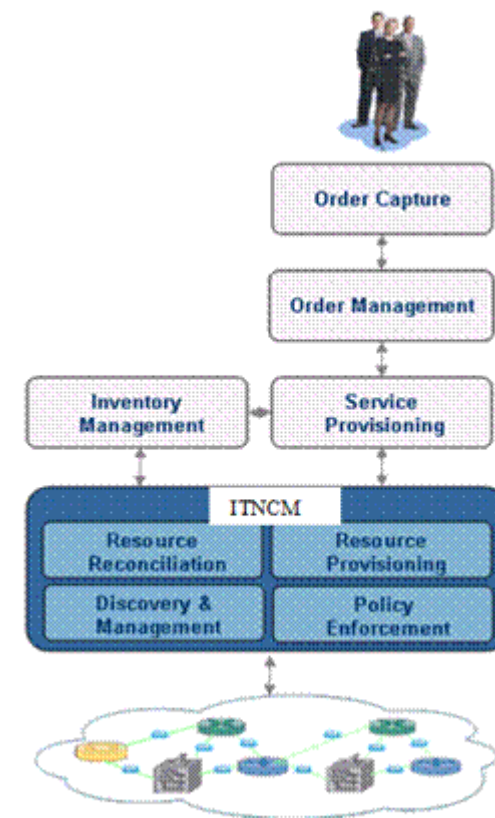 Order Capture
Order Management
Inventory
Management
Service
Provisioning
ITNCM
Resource
Reconciliation
Resource
Provisioning
Discovery &
Management
Policy
Enforcement